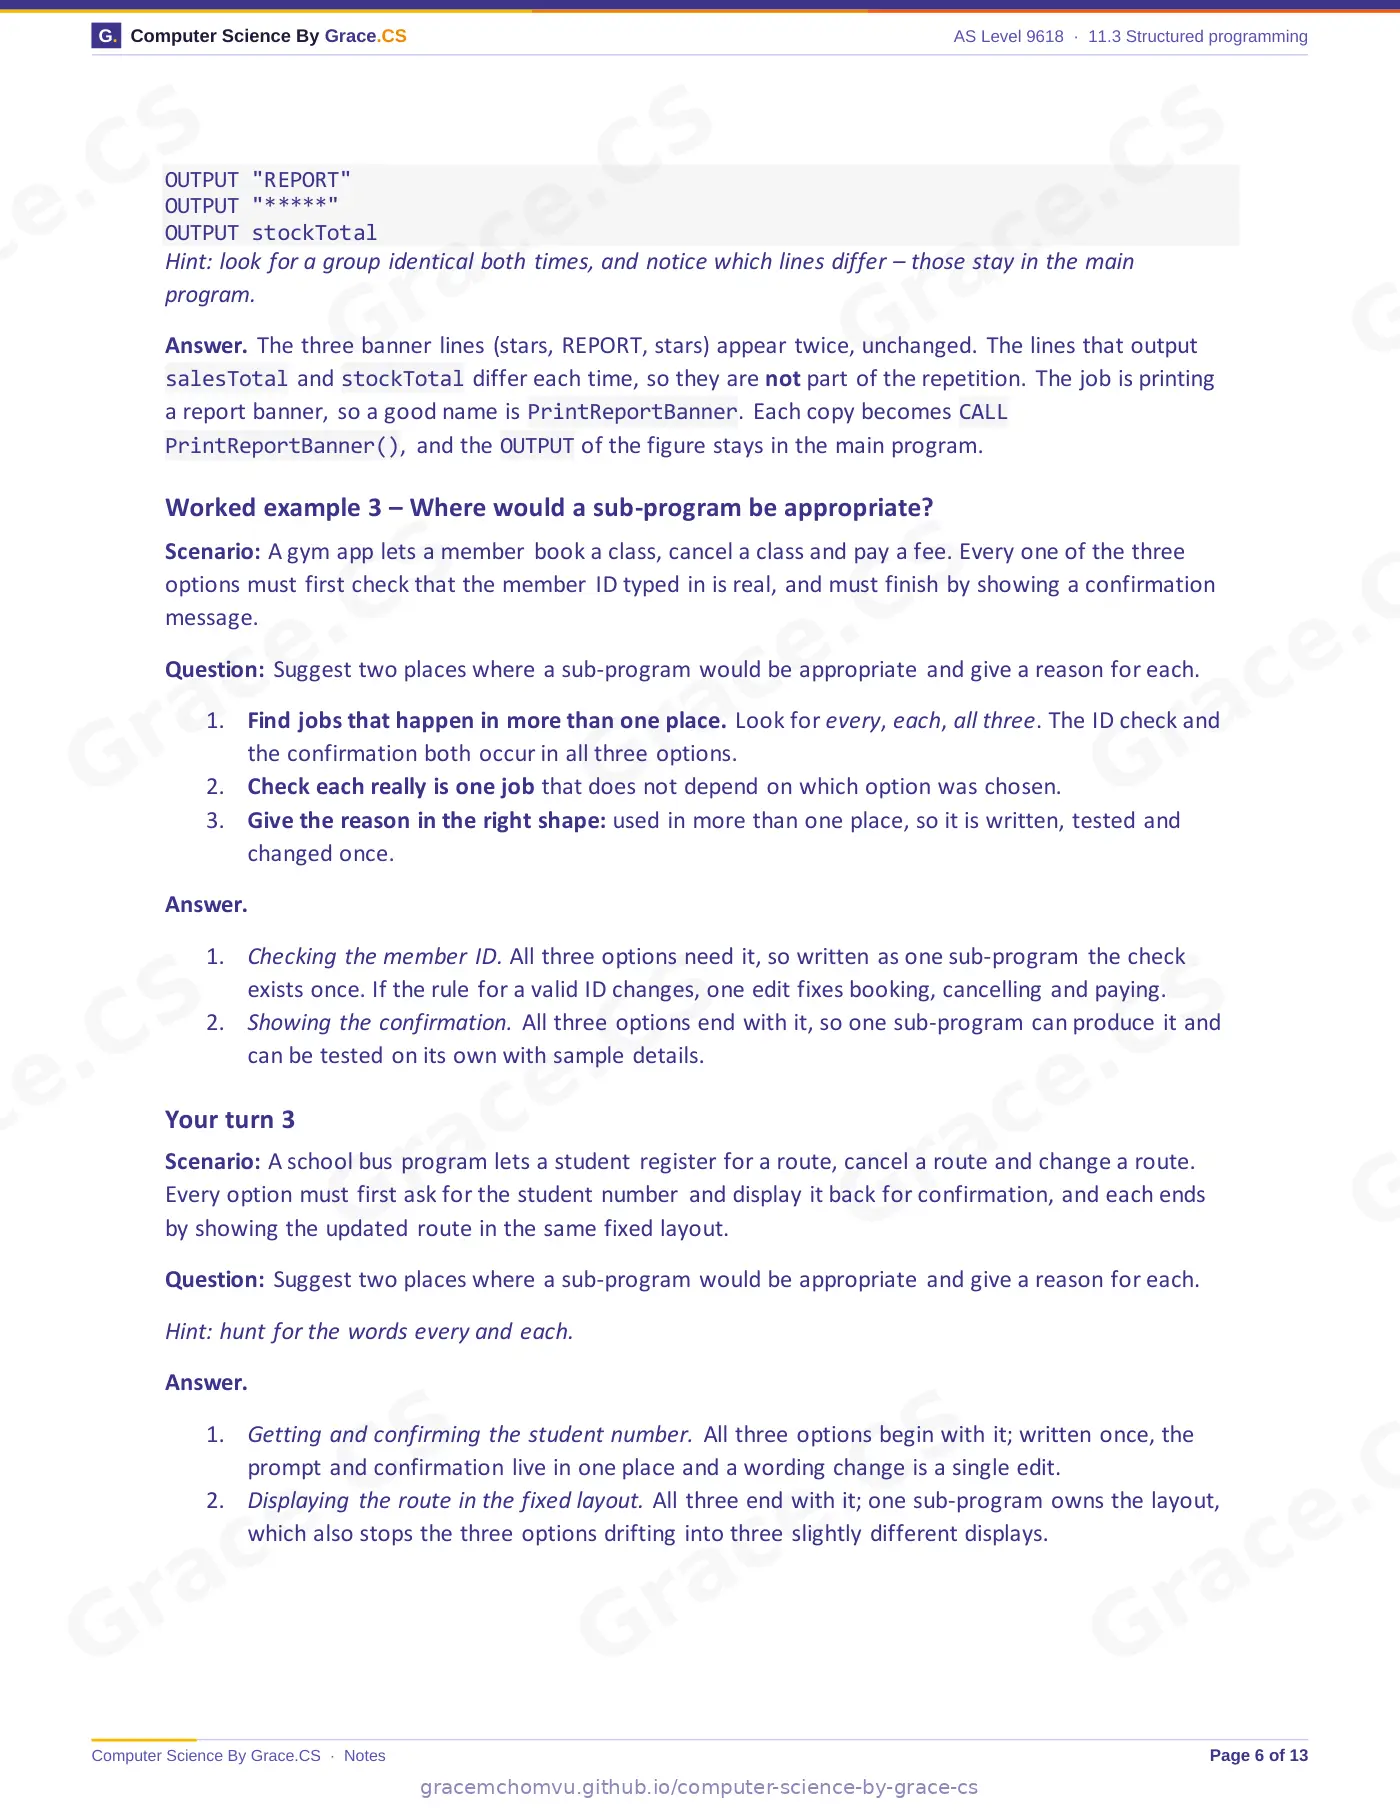 G. Computer Science By Grace.CS
AS Level 9618 · 11.3 Structured programming
OUTPUT "REPORT"
OUTPUT "*****"
OUTPUT stockTotal
Hint: look for a group identical both times, and notice which lines differ – those stay in the main
program.
Answer. The three banner lines (stars, REPORT, stars) appear twice, unchanged. The lines that output
salesTotal and stockTotal differ each time, so they are not part of the repetition. The job is printing
a report banner, so a good name is PrintReportBanner. Each copy becomes CALL
PrintReportBanner(), and the OUTPUT of the figure stays in the main program.
Worked example 3 – Where would a sub-program be appropriate?
Scenario: A gym app lets a member book a class, cancel a class and pay a fee. Every one of the three
options must first check that the member ID typed in is real, and must finish by showing a confirmation
message.
Question: Suggest two places where a sub-program would be appropriate and give a reason for each.
1. Find jobs that happen in more than one place. Look for every, each, all three. The ID check and
the confirmation both occur in all three options.
2. Check each really is one job that does not depend on which option was chosen.
3. Give the reason in the right shape: used in more than one place, so it is written, tested and
changed once.
Answer.
1. Checking the member ID. All three options need it, so written as one sub-program the check
exists once. If the rule for a valid ID changes, one edit fixes booking, cancelling and paying.
2. Showing the confirmation. All three options end with it, so one sub-program can produce it and
can be tested on its own with sample details.
Your turn 3
Scenario: A school bus program lets a student register for a route, cancel a route and change a route.
Every option must first ask for the student number and display it back for confirmation, and each ends
by showing the updated route in the same fixed layout.
Question: Suggest two places where a sub-program would be appropriate and give a reason for each.
Hint: hunt for the words every and each.
Answer.
1. Getting and confirming the student number. All three options begin with it; written once, the
prompt and confirmation live in one place and a wording change is a single edit.
2. Displaying the route in the fixed layout. All three end with it; one sub-program owns the layout,
which also stops the three options drifting into three slightly different displays.
Computer Science By Grace.CS · Notes
Page 6 of 13
gracemchomvu.github.io/computer-science-by-grace-cs